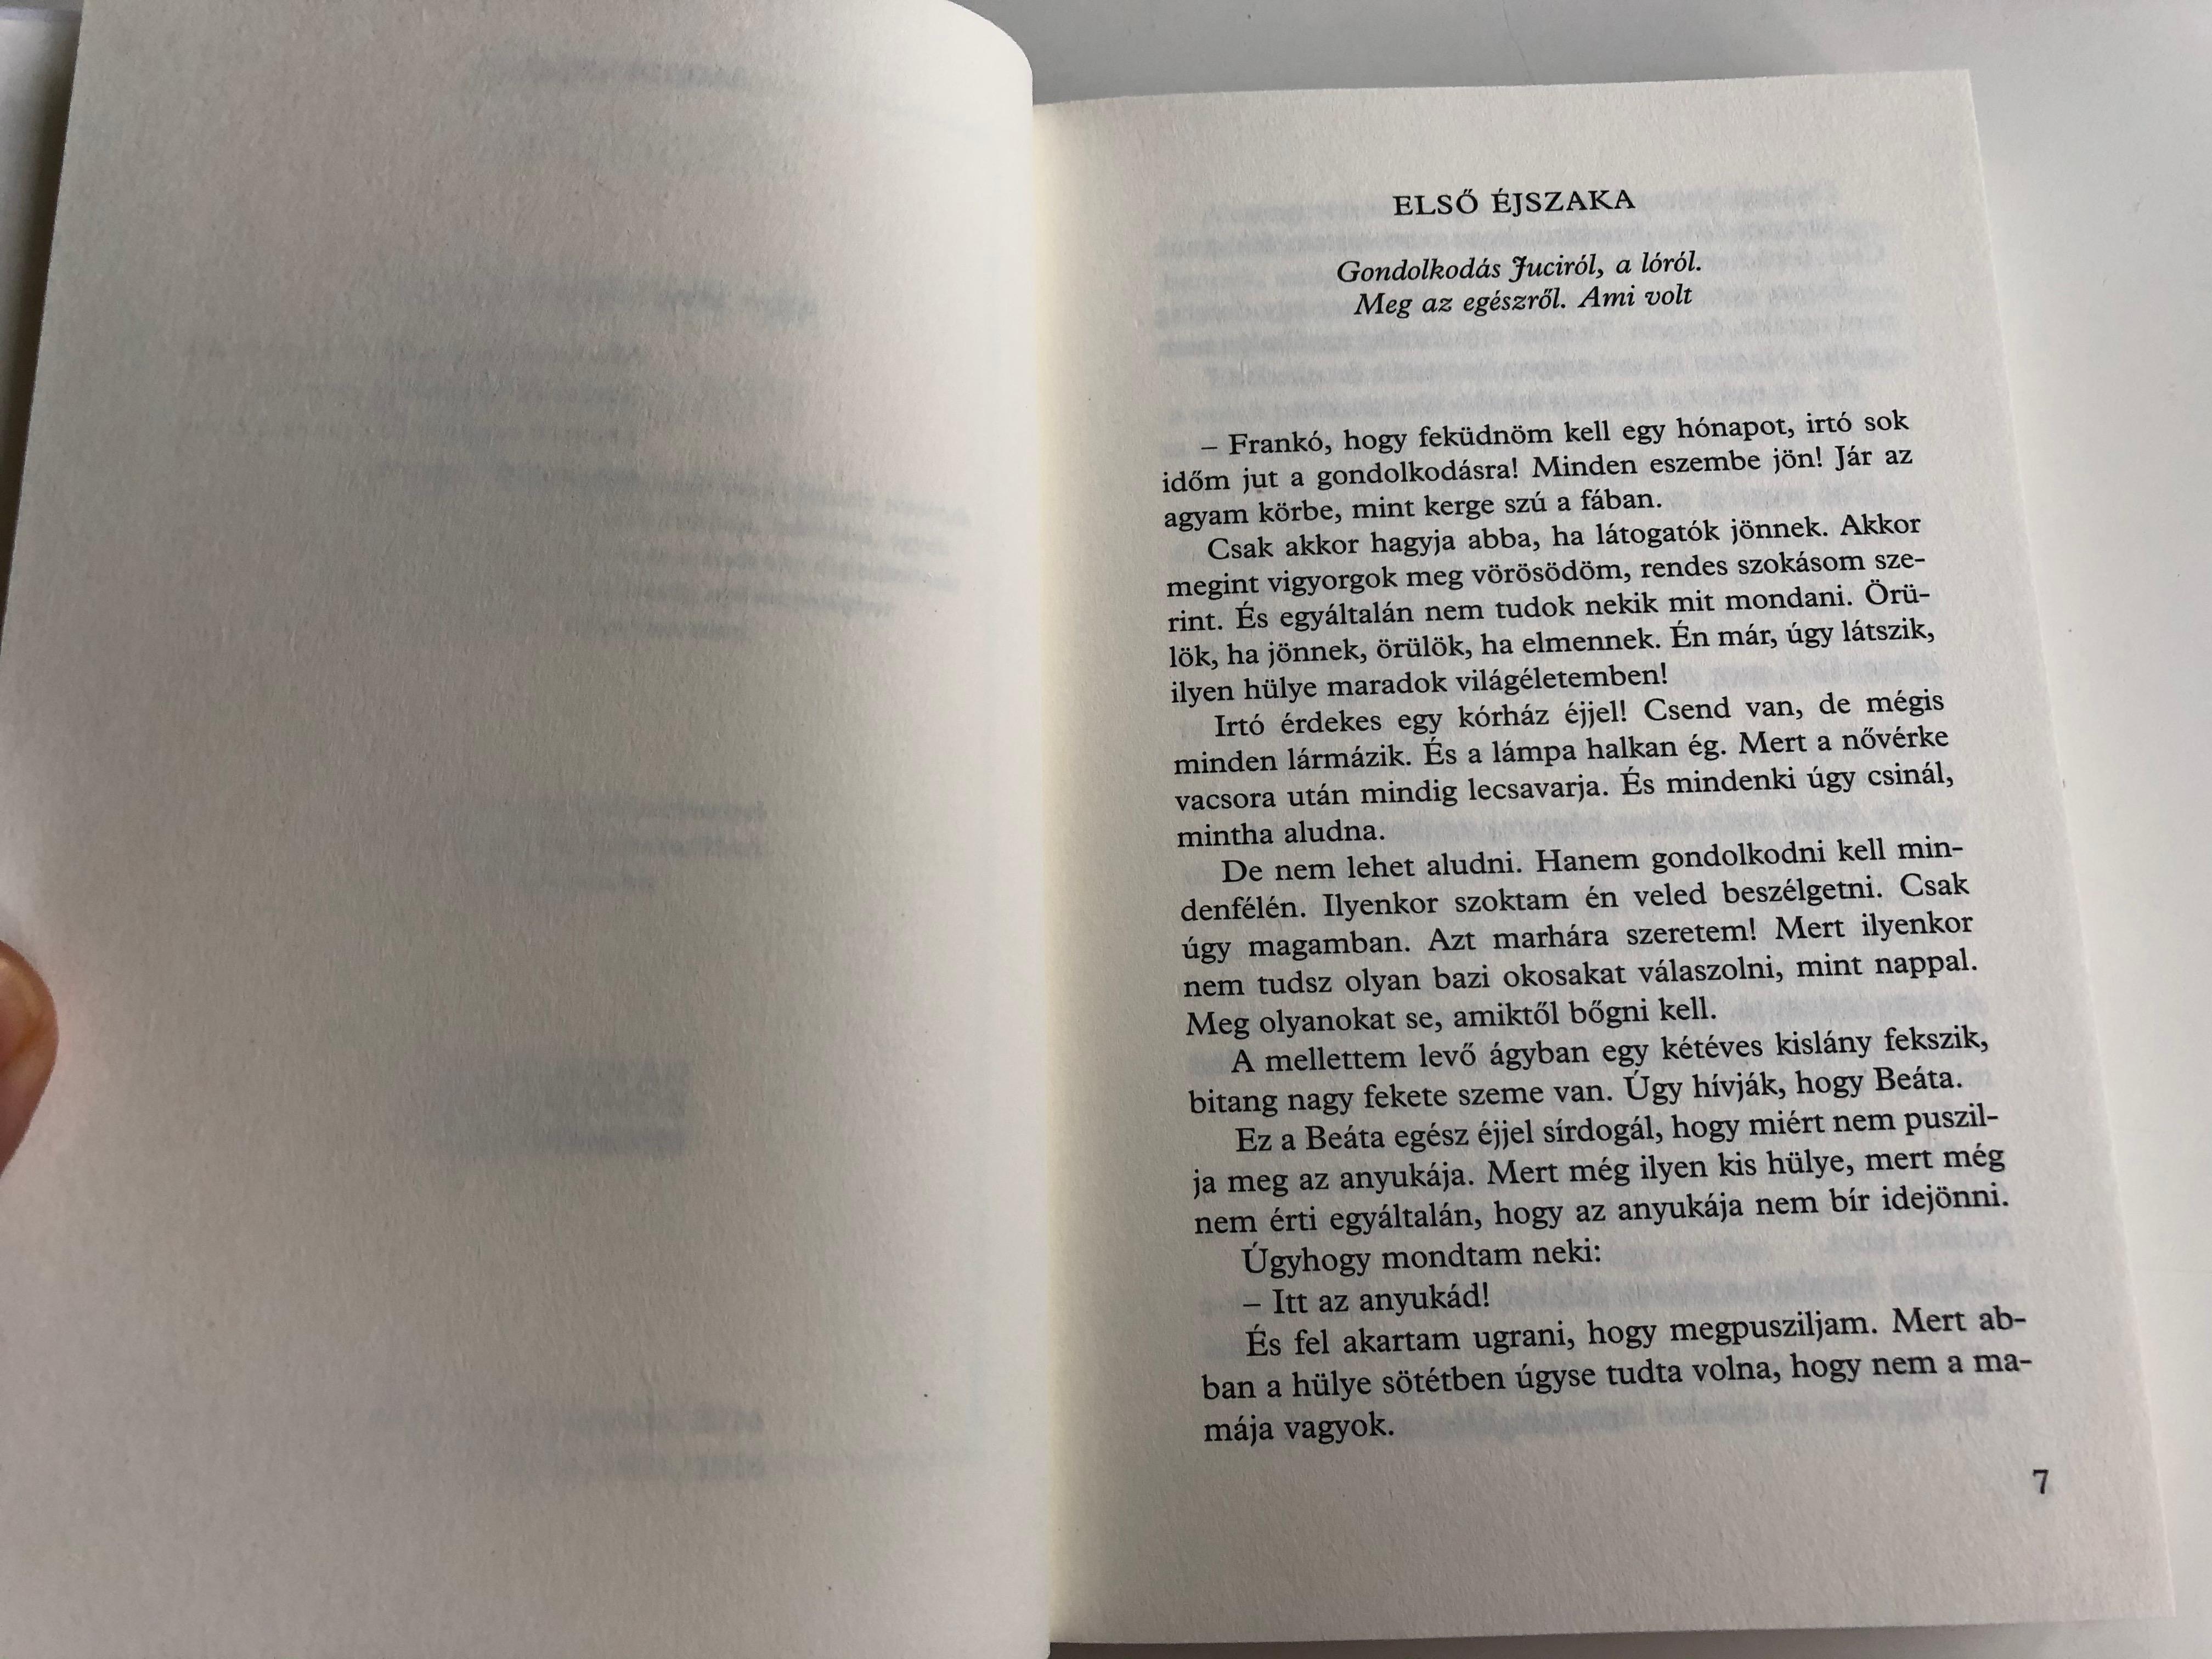 ELSŐ ÉJSZAKA
Gondolkodás Juciról, a lóról.
Meg az egészről. Ami volt
– Frankó, hogy feküdnöm kell egy hónapot, irtó sok
időm jut a gondolkodásra! Minden eszembe jön! Jár az
agyam körbe, mint kerge szú a fában.
Csak akkor hagyja abba, ha látogatók jönnek. Akkor
megint vigyorgok meg vörösödöm, rendes szokásom sze-
rint. És egyáltalán nem tudok nekik mit mondani. Örü-
lök, ha jönnek, örülök, ha elmennek. Én már, úgy látszik,
ilyen hülye maradok világéletemben!
Irtó érdekes egy kórház éjjel! Csend van, de mégis
minden lármázik. És a lámpa halkan ég. Mert a nővérke
vacsora után mindig lecsavarja. És mindenki úgy csinál,
mintha aludna.
De nem lehet aludni. Hanem gondolkodni kell min-
denfélén. Ilyenkor szoktam én veled beszélgetni. Csak
úgy magamban. Azt marhára szeretem! Mert ilyenkor
nem tudsz olyan bazi okosakat válaszolni, mint nappal.
Meg olyanokat se, amiktől bőgni kell.
A mellettem levő ágyban egy kétéves kislány fekszik,
bitang nagy fekete szeme van. Úgy hívják, hogy Beáta.
Ez a Beáta egész éjjel sírdogál, hogy miért nem puszil-
ja meg az anyukája. Mert még ilyen kis hülye, mert még
nem érti egyáltalán, hogy az anyukája nem bír idejönni.
Úgyhogy mondtam neki:
– Itt az anyukád!
És fel akartam ugrani, hogy megpusziljam. Mert ab-
ban a hülye sötétben úgyse tudta volna, hogy nem a ma-
mája vagyok.
7